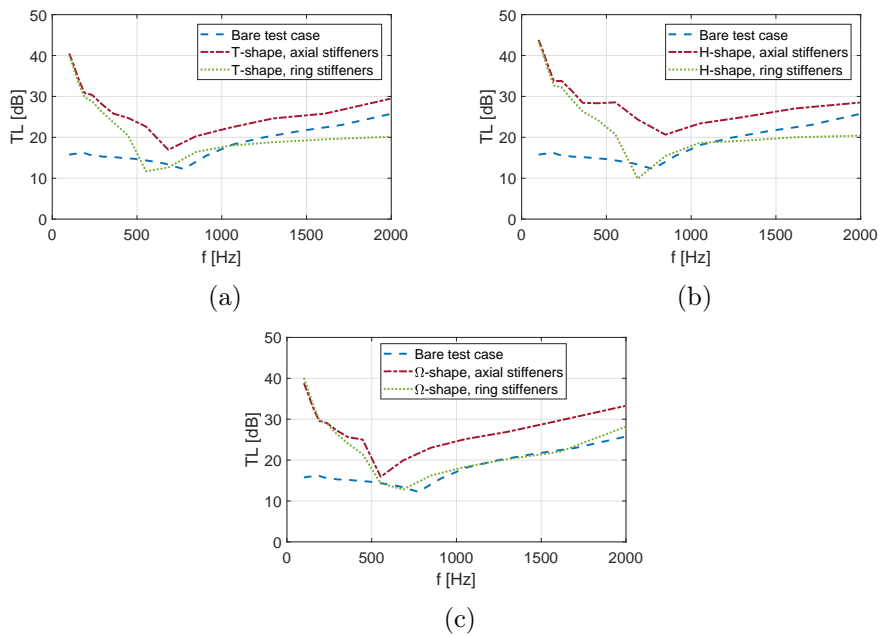 50
40
30
20
10
0
TL [dB]
Bare test case
T-shape, axial stiffeners
T-shape, ring stiffeners
0 500 1000 1500 2000
f [Hz]
(a)
50
40
30
20
10
0
TL [dB]
Bare test case
H-shape, axial stiffeners
H-shape, ring stiffeners
0 500 1000 1500 2000
f [Hz]
(b)
50
40
30
20
10
0
TL [dB]
Bare test case
Ω-shape, axial stiffeners
Ω-shape, ring stiffeners
0 500 1000 1500 2000
f [Hz]
(c)